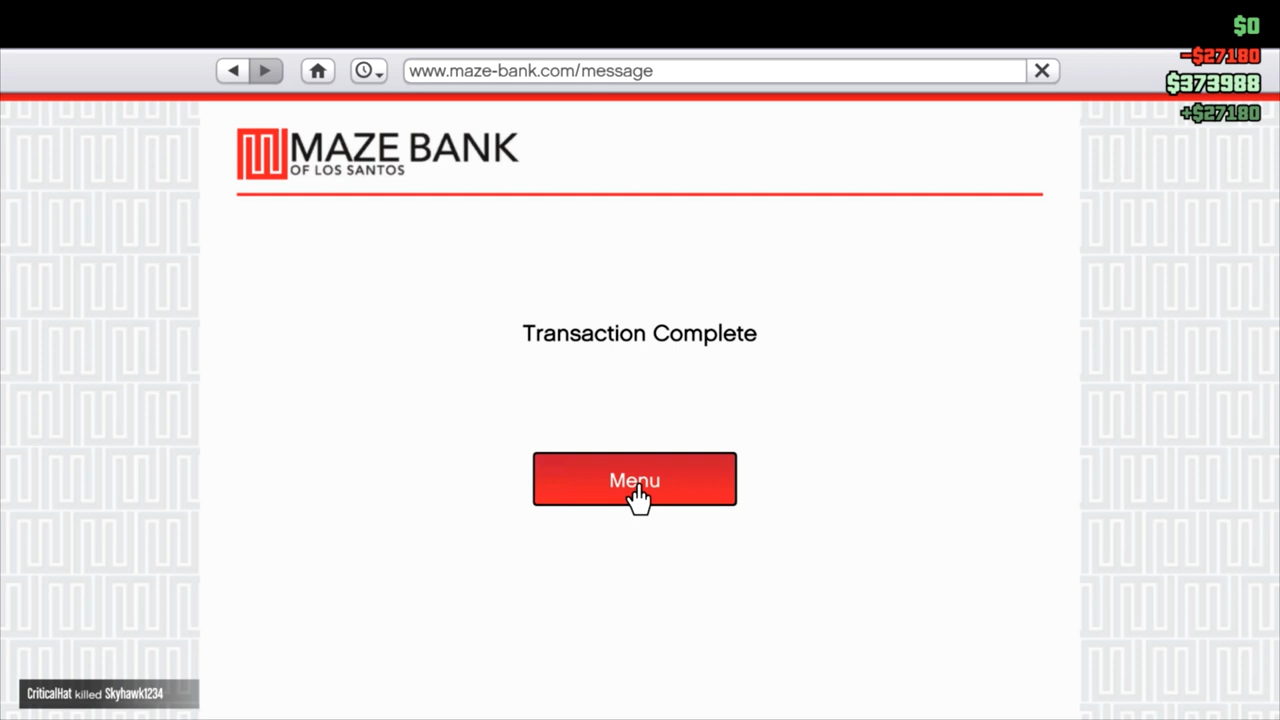 $0
-$27180
www.maze-bank.com/message
$373988
+$27180
MAZE BANK
OF LOS SANTOS
Transaction Complete
Menu
CriticalHat killed Skyhawk1234